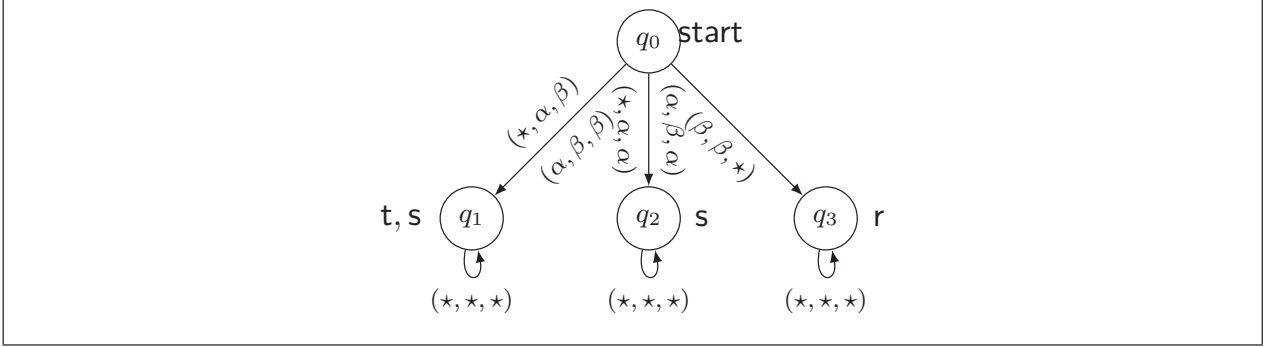 q₀ start
(⋆, α, β)
(α, β, β)
(⋆, α, α)
(α, β, α)
(β, β, ⋆)
t, s q₁ q₂ s q₃ r
(⋆, ⋆, ⋆) (⋆, ⋆, ⋆) (⋆, ⋆, ⋆)